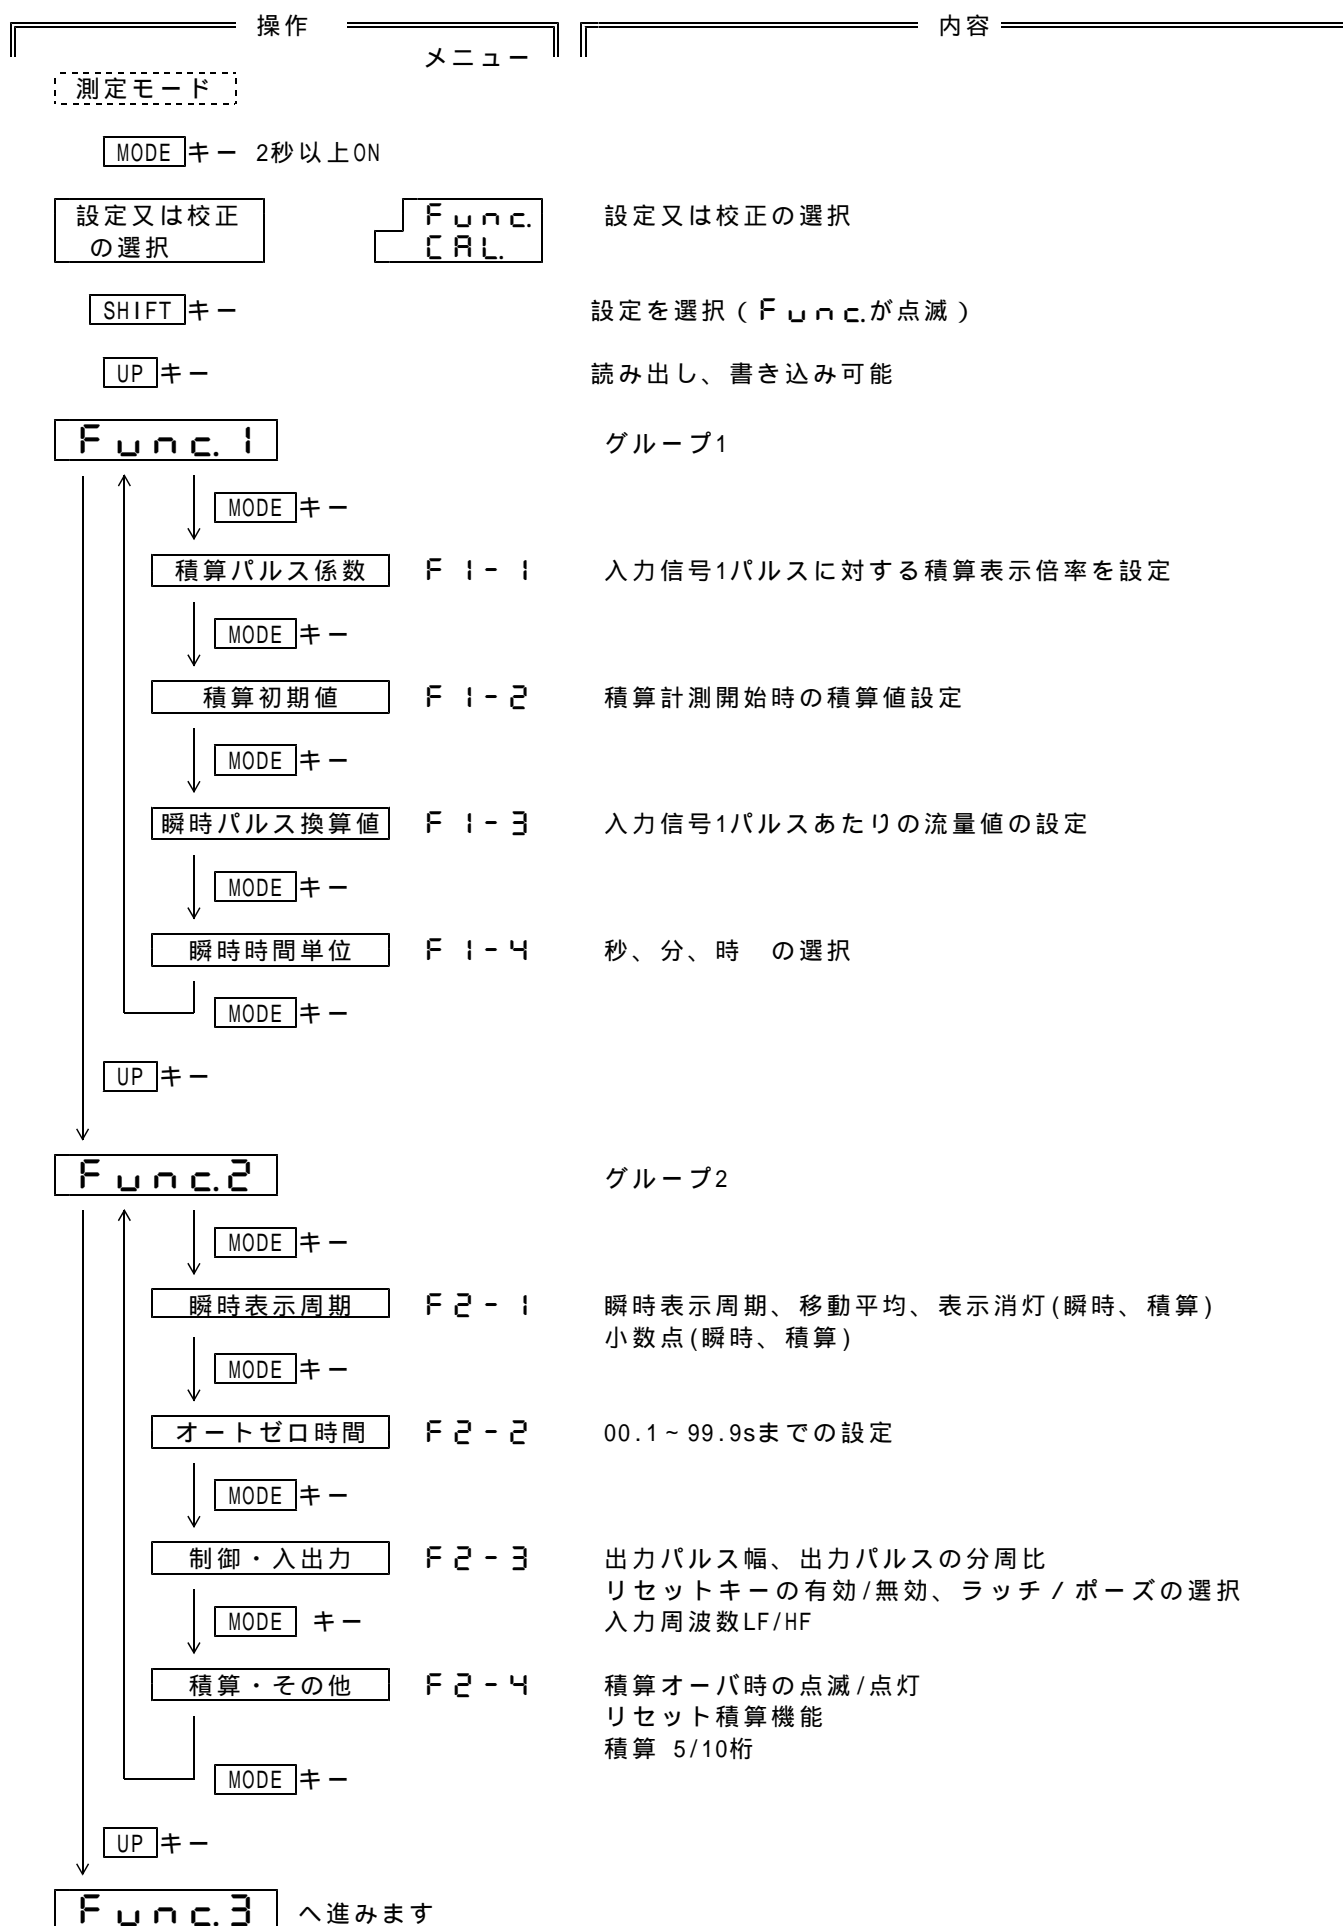 操作 内容
メニュー
測定モード
MODE キー 2秒以上ON
設定又は校正 Func. 設定又は校正の選択
の選択 CAL.
SHIFT キー 設定を選択(Func.が点滅)
UP キー 読み出し、書き込み可能
Func.1 グループ1
MODE キー
積算パルス係数 F1-1 入力信号1パルスに対する積算表示倍率を設定
MODE キー
積算初期値 F1-2 積算計測開始時の積算値設定
MODE キー
瞬時パルス換算値 F1-3 入力信号1パルスあたりの流量値の設定
MODE キー
瞬時時間単位 F1-4 秒、分、時 の選択
MODE キー
UP キー
Func.2 グループ2
MODE キー
瞬時表示周期 F2-1 瞬時表示周期、移動平均、表示消灯(瞬時、積算)
小数点(瞬時、積算)
MODE キー
オートゼロ時間 F2-2 00.1~99.9sまでの設定
MODE キー
制御・入出力 F2-3 出力パルス幅、出力パルスの分周比
リセットキーの有効/無効、ラッチ/ポーズの選択
MODE キー 入力周波数LF/HF
積算・その他 F2-4 積算オーバ時の点滅/点灯
リセット積算機能
積算 5/10桁
MODE キー
UP キー
Func.3 へ進みます